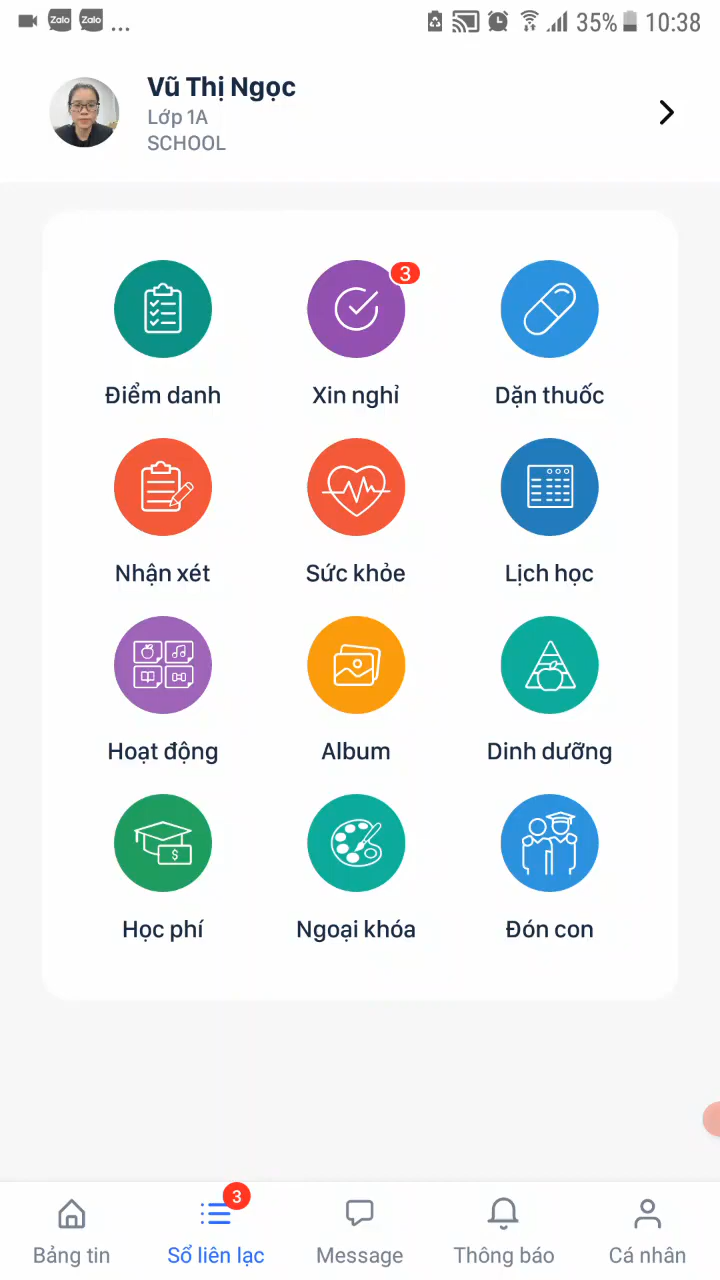 Zalo Zalo ... 35% 10:38
Vũ Thị Ngọc
Lớp 1A
SCHOOL
3
Điểm danh Xin nghỉ Dặn thuốc
Nhận xét Sức khỏe Lịch học
Hoạt động Album Dinh dưỡng
$
Học phí Ngoại khóa Đón con
3
Bảng tin Sổ liên lạc Message Thông báo Cá nhân